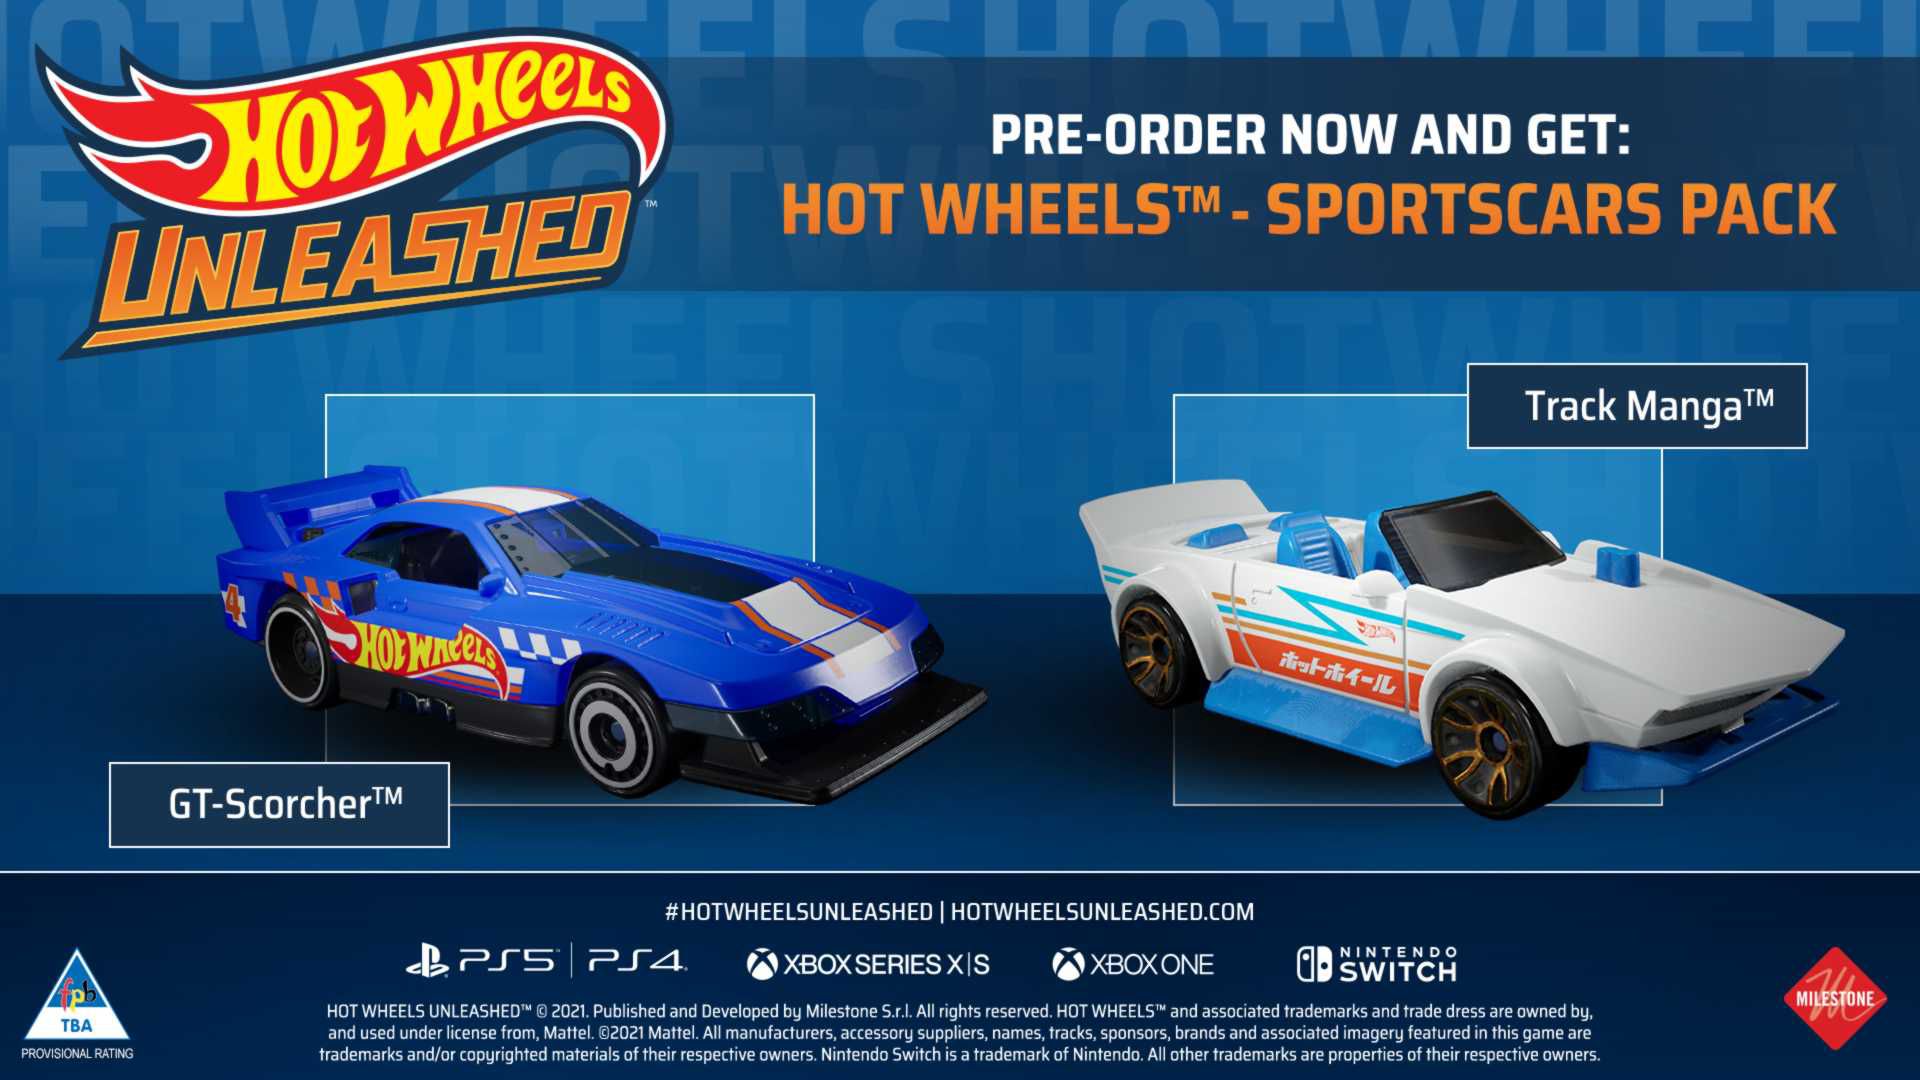 HOT WHEELS
UNLEASHED™
PRE-ORDER NOW AND GET:
HOT WHEELS™ - SPORTSCARS PACK
Track Manga™
4
HOT WHEELS
ホットホイール
GT-Scorcher™
#HOTWHEELSUNLEASHED | HOTWHEELSUNLEASHED.COM
PS5 | PS4
XBOX SERIES X|S
XBOX ONE
NINTENDO
SWITCH
fpb
TBA
PROVISIONAL RATING
HOT WHEELS UNLEASHED™ © 2021. Published and Developed by Milestone S.r.l. All rights reserved. HOT WHEELS™ and associated trademarks and trade dress are owned by,
and used under license from, Mattel. ©2021 Mattel. All manufacturers, accessory suppliers, names, tracks, sponsors, brands and associated imagery featured in this game are
trademarks and/or copyrighted materials of their respective owners. Nintendo Switch is a trademark of Nintendo. All other trademarks are properties of their respective owners.
MILESTONE